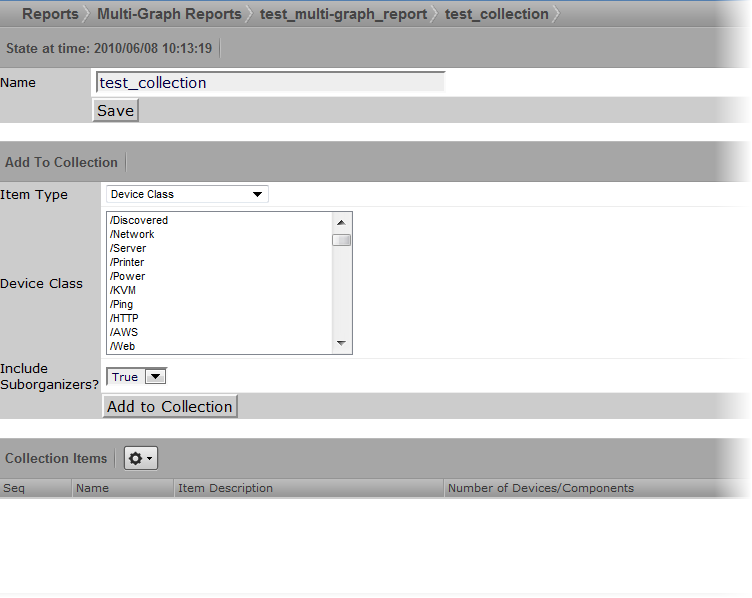 Reports Multi-Graph Reports test_multi-graph_report test_collection
State at time: 2010/06/08 10:13:19
Name test_collection
Save
Add To Collection
Item Type Device Class
Device Class
/Discovered
/Network
/Server
/Printer
/Power
/KVM
/Ping
/HTTP
/AWS
/Web
Include
Suborganizers? True
Add to Collection
Collection Items
Seq Name Item Description Number of Devices/Components